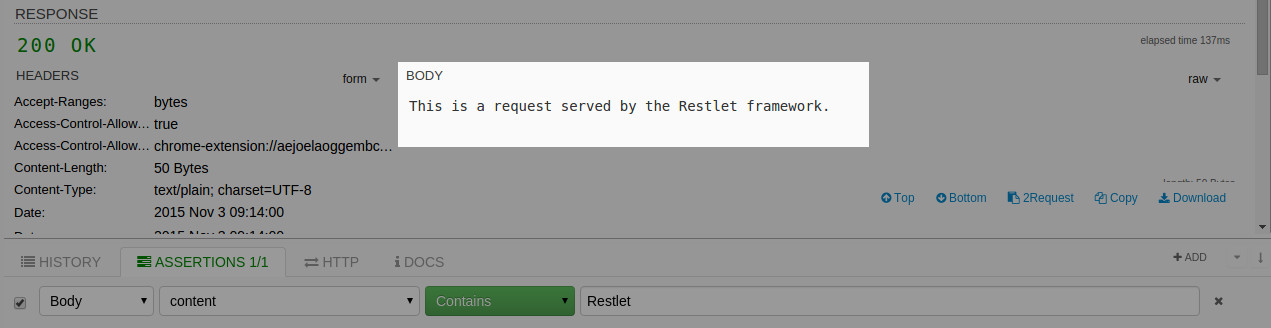 RESPONSE
200 OK
elapsed time 137ms
HEADERS
form
BODY
raw
This is a request served by the Restlet framework.
Accept-Ranges: bytes
Access-Control-Allow... true
Access-Control-Allow... chrome-extension://aejoelaoggembc...
Content-Length: 50 Bytes
Content-Type: text/plain; charset=UTF-8
length: 50 Bytes
Top Bottom 2Request Copy Download
Date: 2015 Nov 3 09:14:00
HISTORY ASSERTIONS 1/1 HTTP DOCS
ADD
Body content Contains Restlet